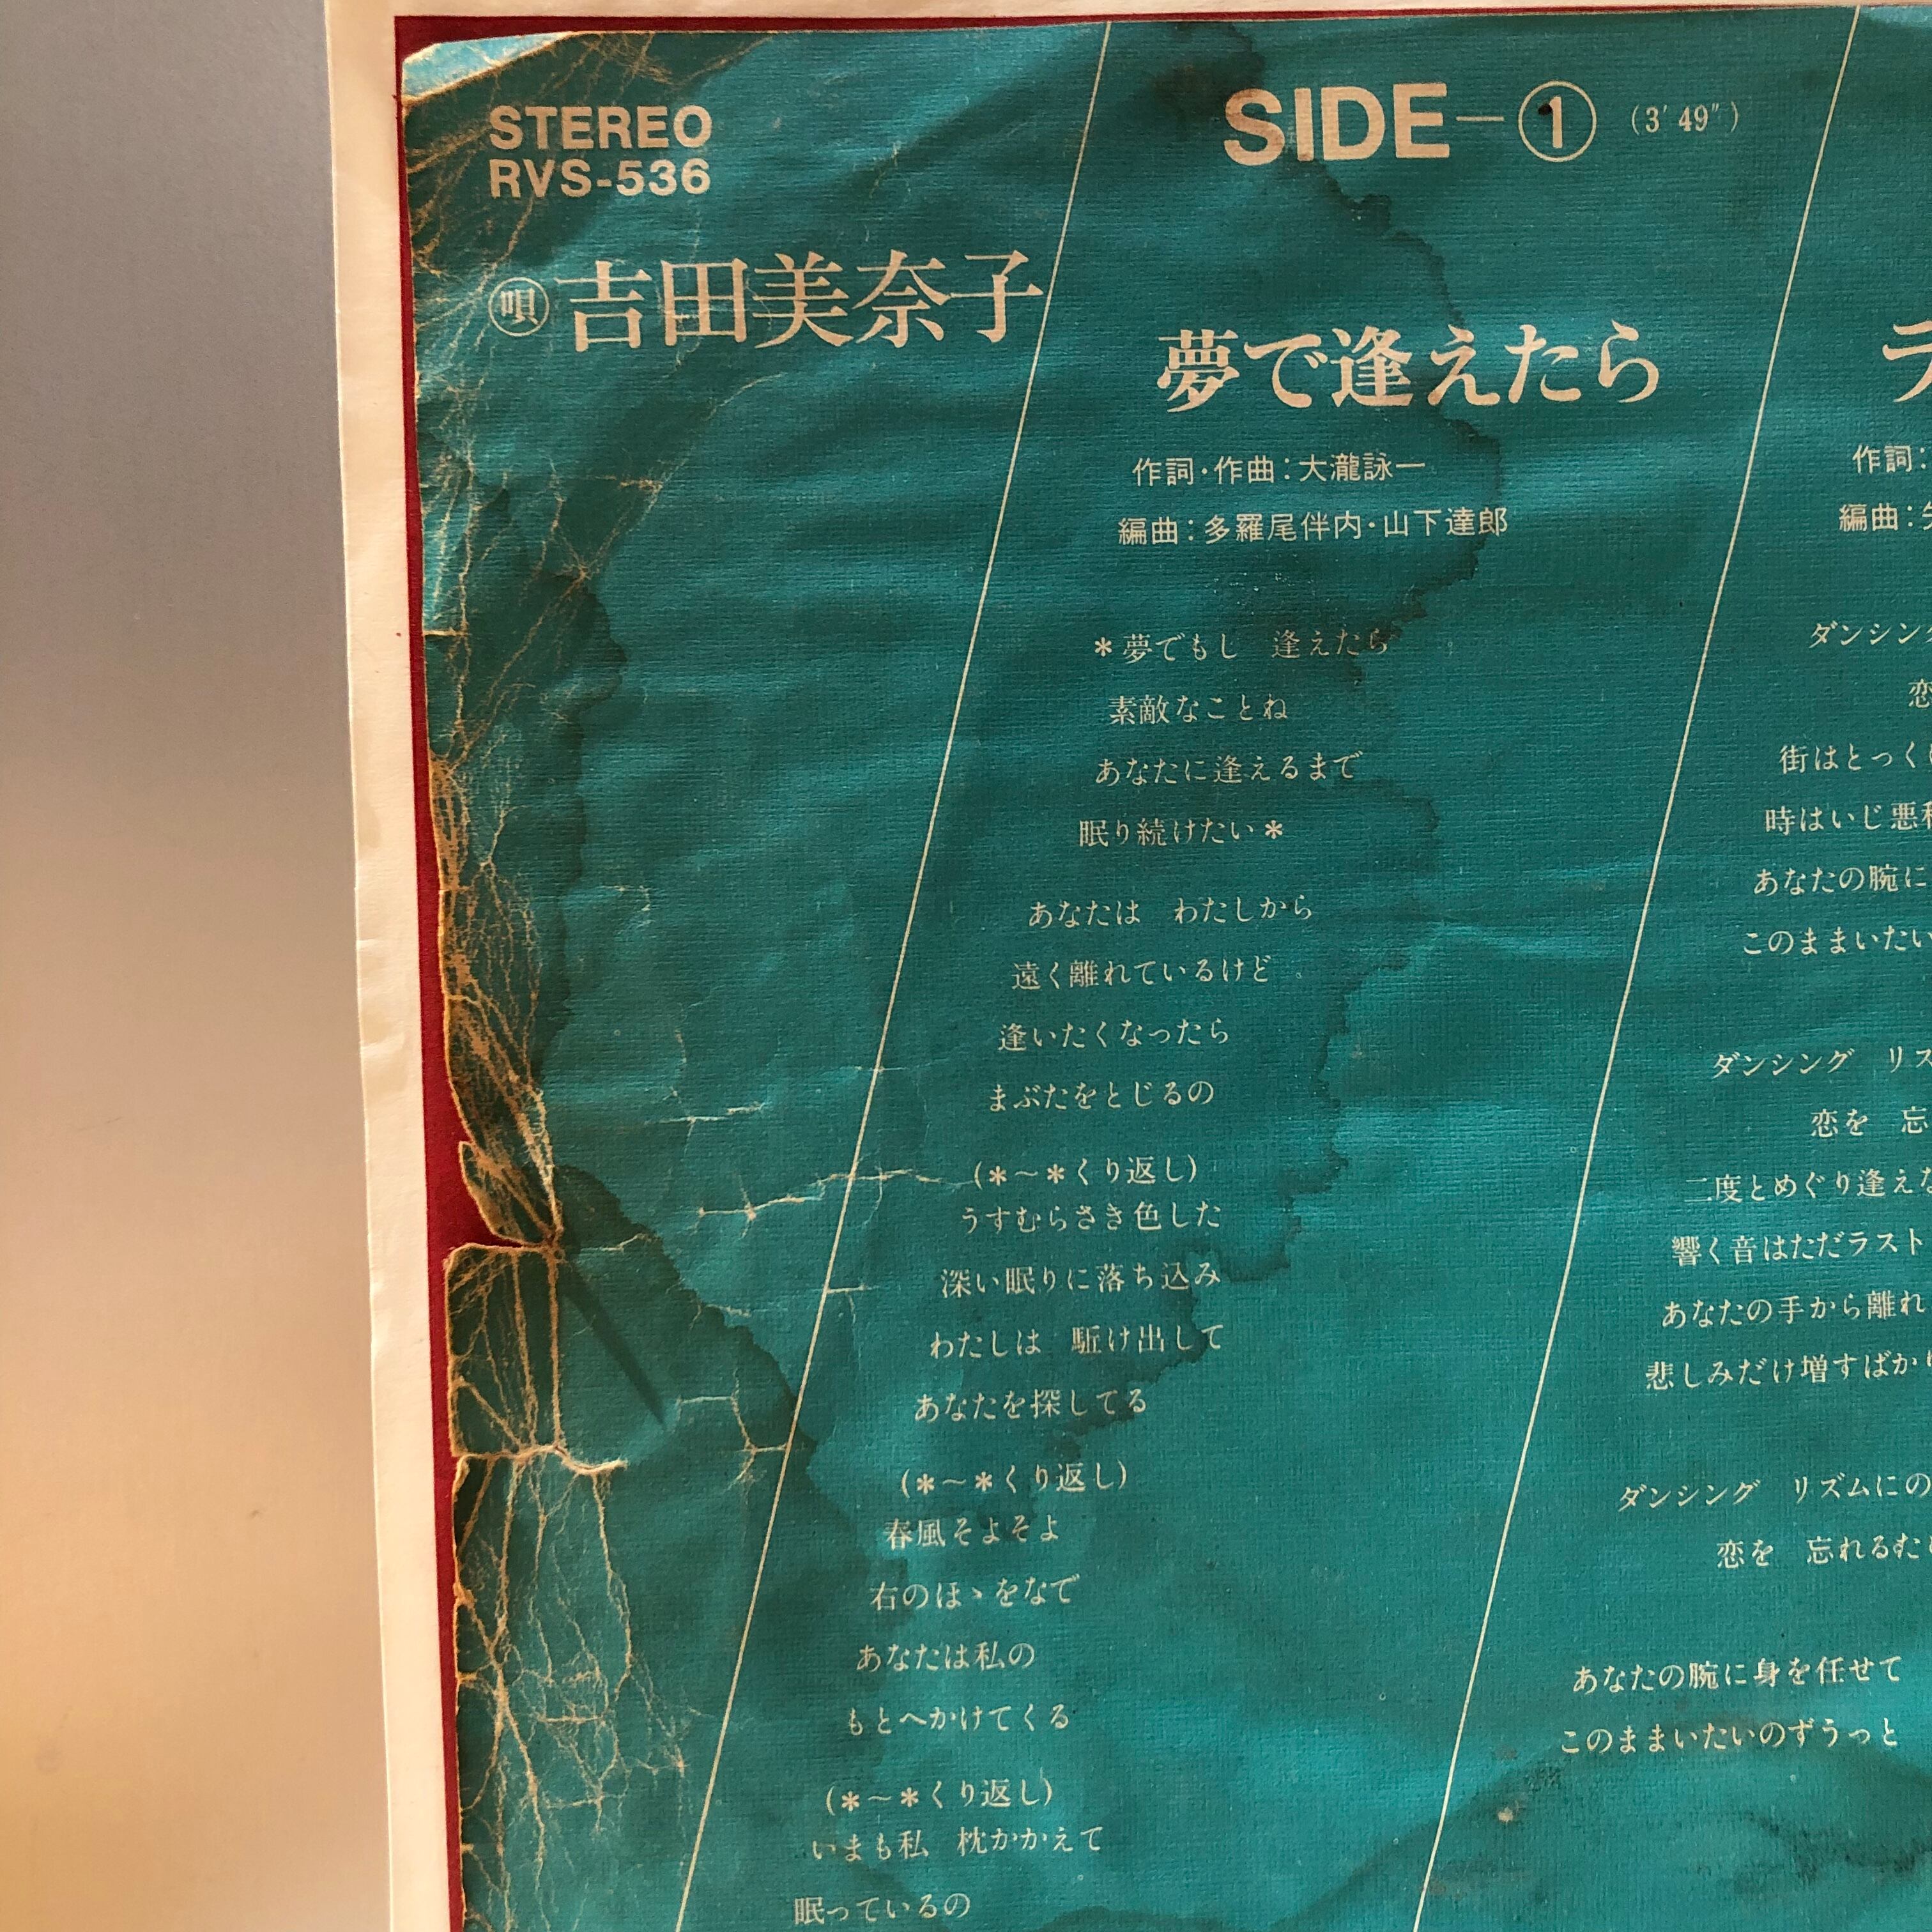 STEREO
RVS-536
唄 吉田美奈子
SIDE—① (3′49″)
夢で逢えたら
作詞・作曲：大瀧詠一
編曲：多羅尾伴内・山下達郎
＊夢でもし　逢えたら
素敵なことね
あなたに逢えるまで
眠り続けたい＊
あなたは　わたしから
遠く離れているけど
逢いたくなったら
まぶたをとじるの
(＊～＊くり返し)
うすむらさき色した
深い眠りに落ち込み
わたしは　駈け出して
あなたを探してる
(＊～＊くり返し)
春風そよそよ
右のほゝをなで
あなたは私の
もとへかけてくる
(＊～＊くり返し)
いまも私　枕かかえて
眠っているの
ラ
作詞：
編曲：
ダンシン
恋
街はとっく
時はいじ悪
あなたの腕に
このままいたい
ダンシング　リズ
恋を　忘
二度とめぐり逢え
響く音はただラスト
あなたの手から離れ
悲しみだけ増すばかり
ダンシング　リズムにの
恋を　忘れるた
あなたの腕に身を任せて
このままいたいのずうっと